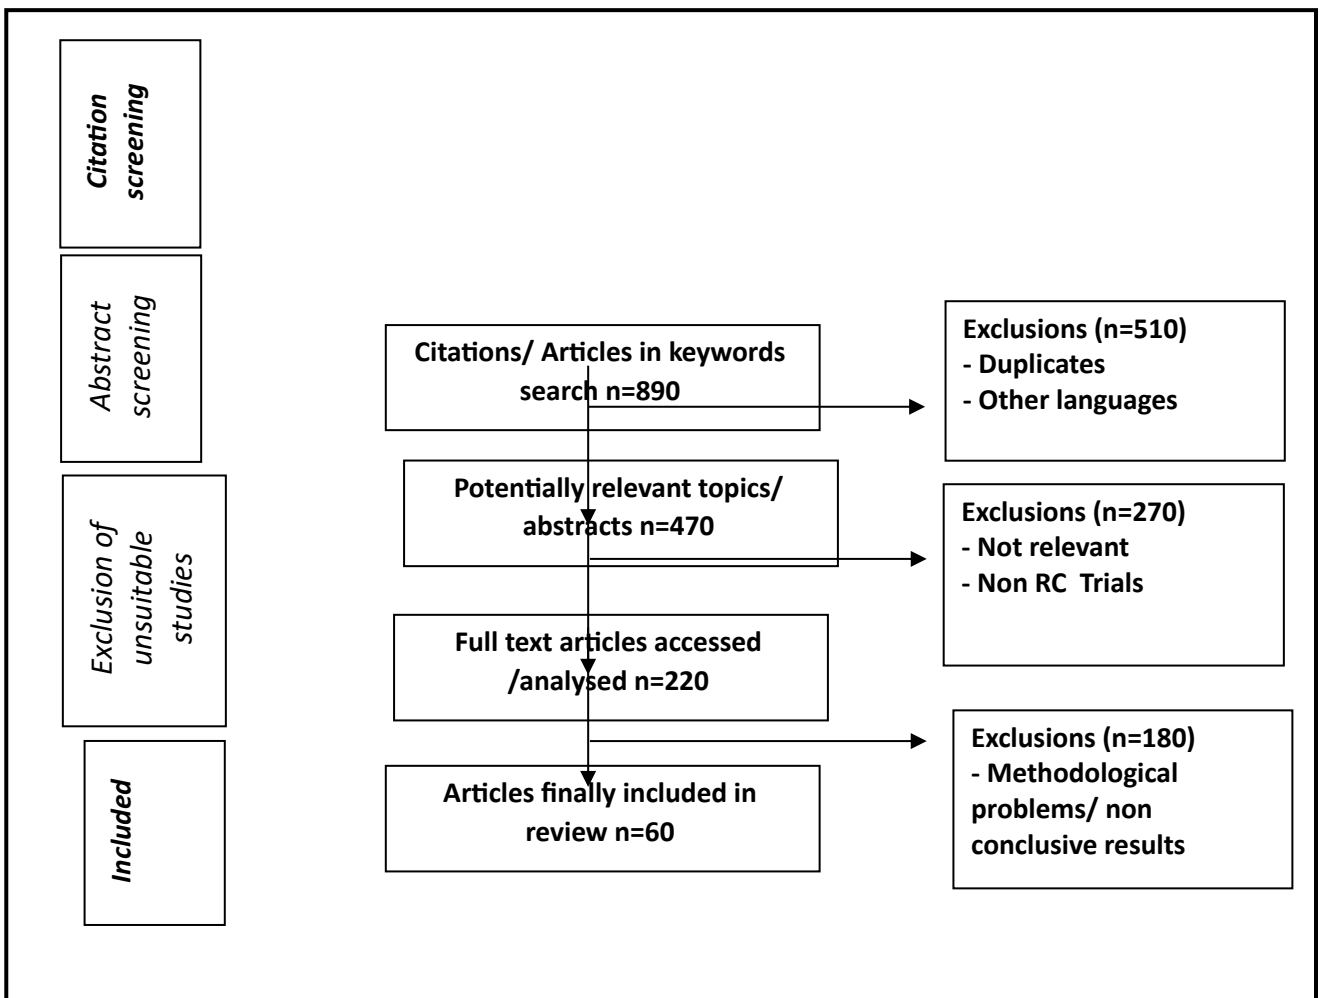 Citation
screening
Abstract
screening
Exclusion of
unsuitable
studies
Included
Citations/ Articles in keywords
search n=890
Potentially relevant topics/
abstracts n=470
Full text articles accessed
/analysed n=220
Articles finally included in
review n=60
Exclusions (n=510)
- Duplicates
- Other languages
Exclusions (n=270)
- Not relevant
- Non RC Trials
Exclusions (n=180)
- Methodological
problems/ non
conclusive results